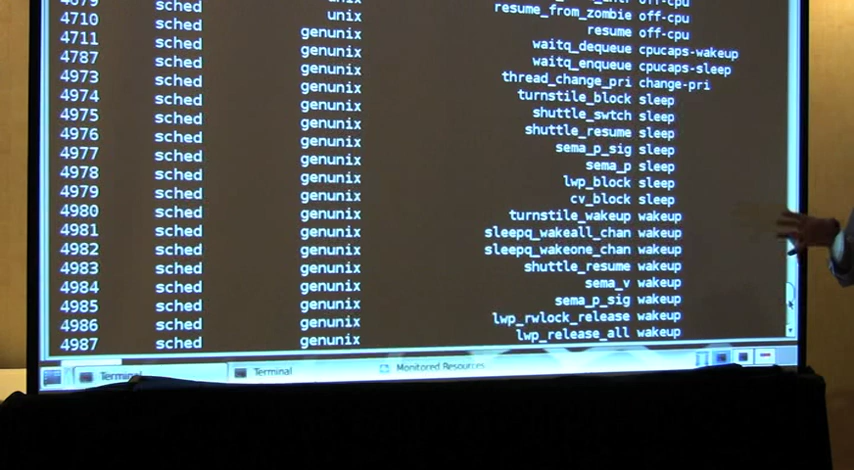 resume_from_zombie off-cpu
sched unix resume off-cpu
4710 sched genunix waitq_dequeue cpucaps-wakeup
4711 sched genunix waitq_enqueue cpucaps-sleep
4787 sched genunix thread_change_pri change-pri
4973 sched genunix turnstile_block sleep
4974 sched genunix shuttle_swtch sleep
4975 sched genunix shuttle_resume sleep
4976 sched genunix sema_p_sig sleep
4977 sched genunix sema_p sleep
4978 sched genunix lwp_block sleep
4979 sched genunix cv_block sleep
4980 sched genunix turnstile_wakeup wakeup
4981 sched genunix sleepq_wakeall_chan wakeup
4982 sched genunix sleepq_wakeone_chan wakeup
4983 sched genunix shuttle_resume wakeup
4984 sched genunix sema_v wakeup
4985 sched genunix sema_p_sig wakeup
4986 sched genunix lwp_rwlock_release wakeup
4987 sched genunix lwp_release_all wakeup
Terminal Terminal Monitored Resources